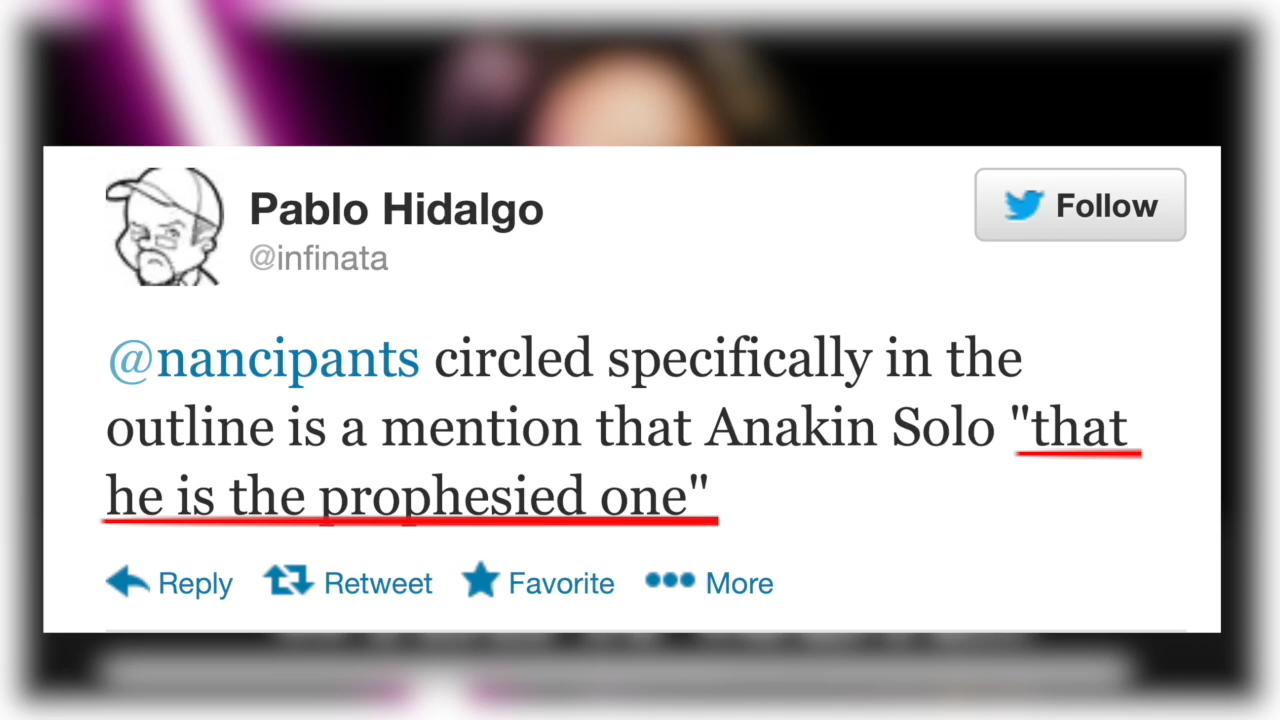 Pablo Hidalgo
@infinata
Follow
@nancipants circled specifically in the
outline is a mention that Anakin Solo "that
he is the prophesied one"
Reply Retweet Favorite More